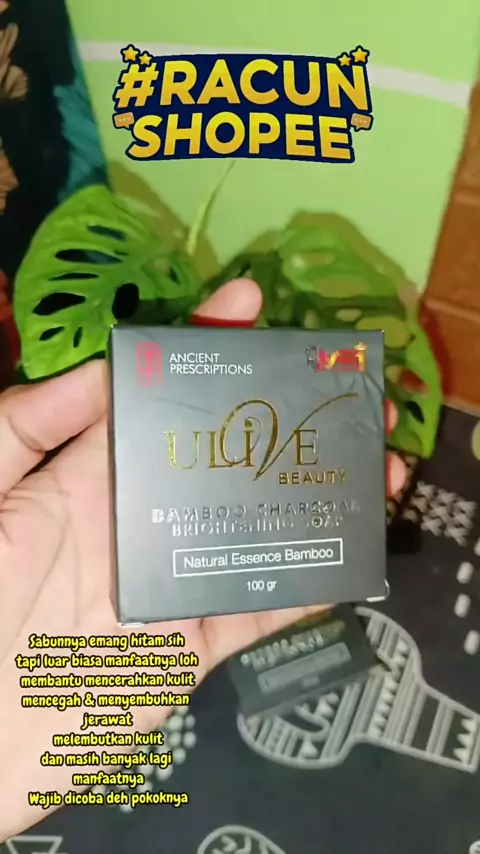 #RACUN
SHOPEE
ANCIENT
PRESCRIPTIONS
ULIVE
BEAUTY
BAMBOO CHARCOAL
BRIGHTENING SOAP
Natural Essence Bamboo
100 gr
Sabunnya emang hitam sih
tapi luar biasa manfaatnya loh
membantu mencerahkan kulit
mencegah & menyembuhkan
jerawat
melembutkan kulit
dan masih banyak lagi
manfaatnya
Wajib dicoba deh pokoknya